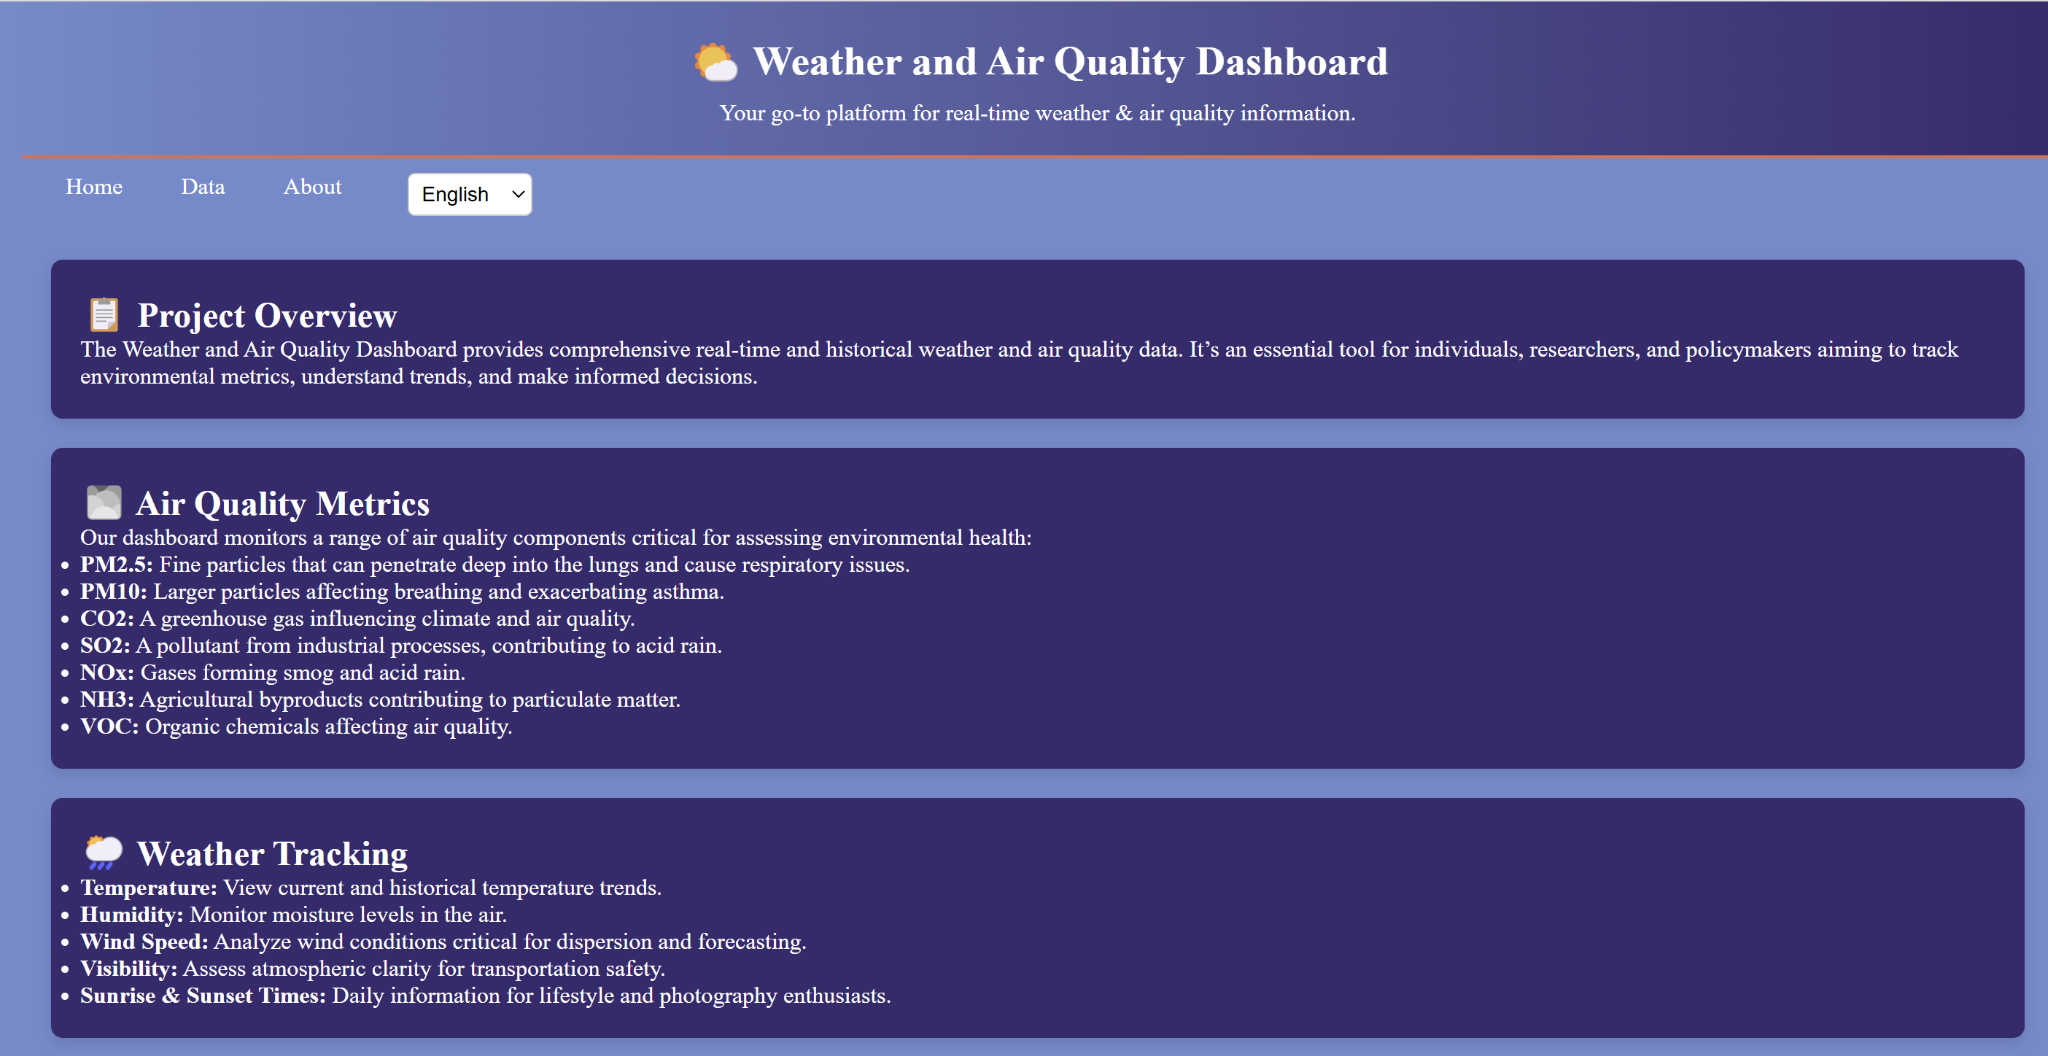 Weather and Air Quality Dashboard
Your go-to platform for real-time weather & air quality information.
Home Data About English
Project Overview
The Weather and Air Quality Dashboard provides comprehensive real-time and historical weather and air quality data. It’s an essential tool for individuals, researchers, and policymakers aiming to track
environmental metrics, understand trends, and make informed decisions.
Air Quality Metrics
Our dashboard monitors a range of air quality components critical for assessing environmental health:
• PM2.5: Fine particles that can penetrate deep into the lungs and cause respiratory issues.
• PM10: Larger particles affecting breathing and exacerbating asthma.
• CO2: A greenhouse gas influencing climate and air quality.
• SO2: A pollutant from industrial processes, contributing to acid rain.
• NOx: Gases forming smog and acid rain.
• NH3: Agricultural byproducts contributing to particulate matter.
• VOC: Organic chemicals affecting air quality.
Weather Tracking
• Temperature: View current and historical temperature trends.
• Humidity: Monitor moisture levels in the air.
• Wind Speed: Analyze wind conditions critical for dispersion and forecasting.
• Visibility: Assess atmospheric clarity for transportation safety.
• Sunrise & Sunset Times: Daily information for lifestyle and photography enthusiasts.